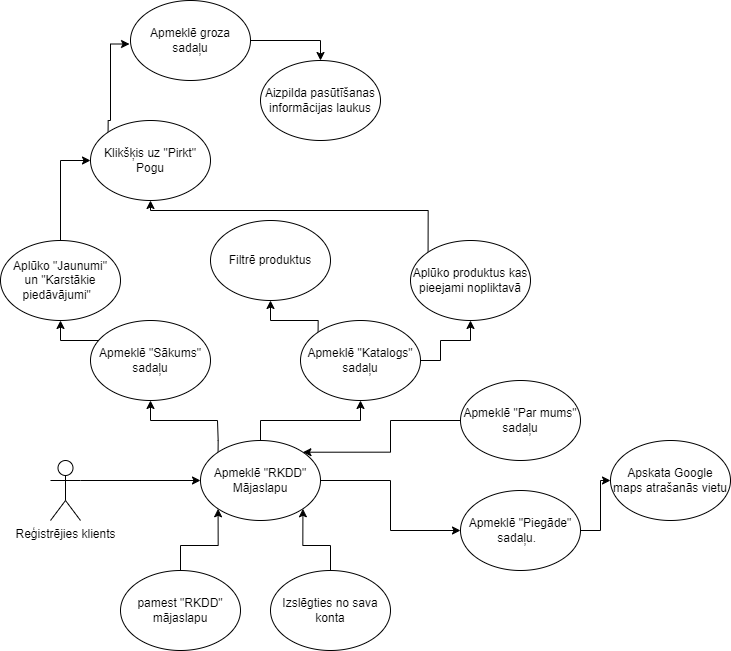 Apmeklē groza
sadaļu
Aizpilda pasūtīšanas
informācijas laukus
Klikšķis uz "Pirkt"
Pogu
Aplūko "Jaunumi"
un "Karstākie
piedāvājumi"
Filtrē produktus
Aplūko produktus kas
pieejami nopliktavā
Apmeklē "Sākums"
sadaļu
Apmeklē "Katalogs"
sadaļu
Apmeklē "Par mums"
sadaļu
Apmeklē "RKDD"
Mājaslapu
Apskata Google
maps atrašanās vietu
Reģistrējies klients
Apmeklē "Piegāde"
sadaļu.
pamest "RKDD"
mājaslapu
Izslēgties no sava
konta